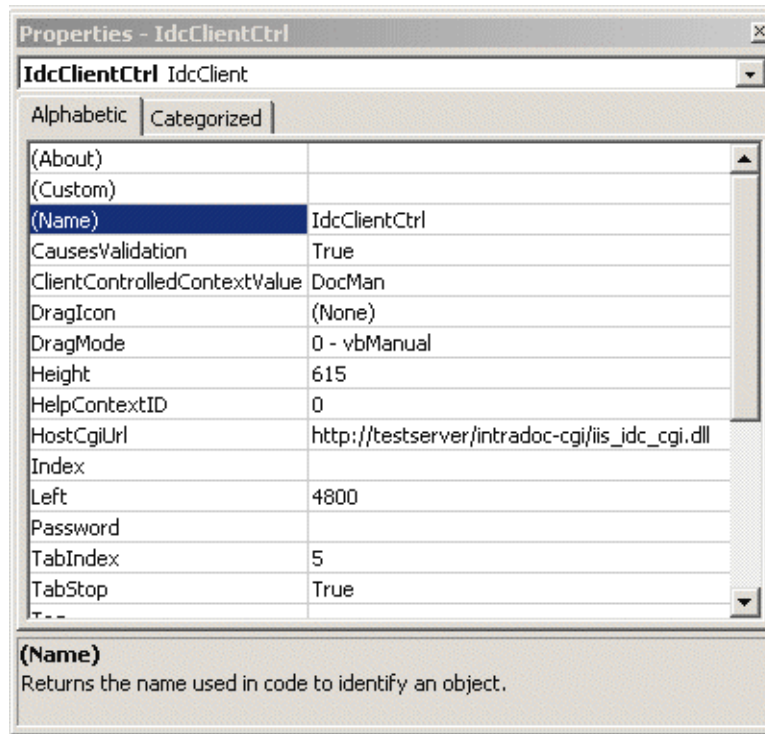 Properties - IdcClientCtrl
IdcClientCtrl IdcClient
Alphabetic Categorized
(About)
(Custom)
(Name) IdcClientCtrl
CausesValidation True
ClientControlledContextValue DocMan
DragIcon (None)
DragMode 0 - vbManual
Height 615
HelpContextID 0
HostCgiUrl http://testserver/intradoc-cgi/iis_idc_cgi.dll
Index
Left 4800
Password
TabIndex 5
TabStop True
(Name)
Returns the name used in code to identify an object.